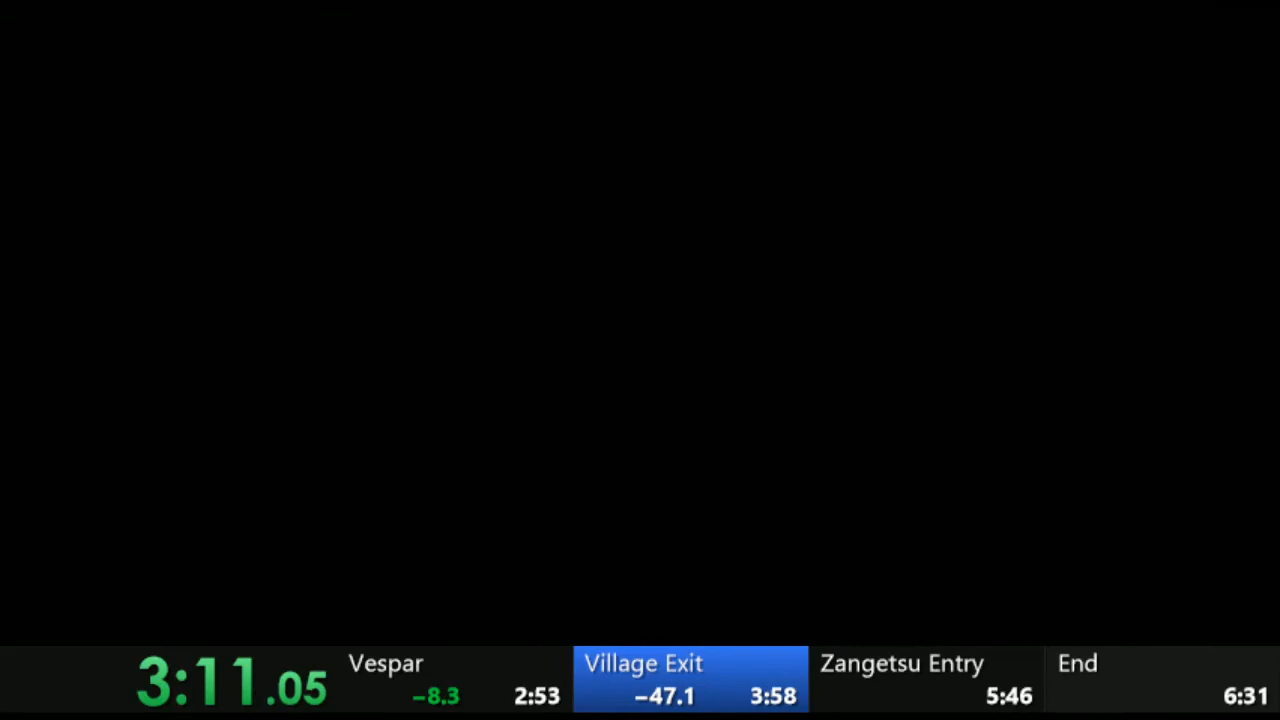 3:11.05
Vespar
−8.3 2:53
Village Exit
−47.1 3:58
Zangetsu Entry
5:46
End
6:31